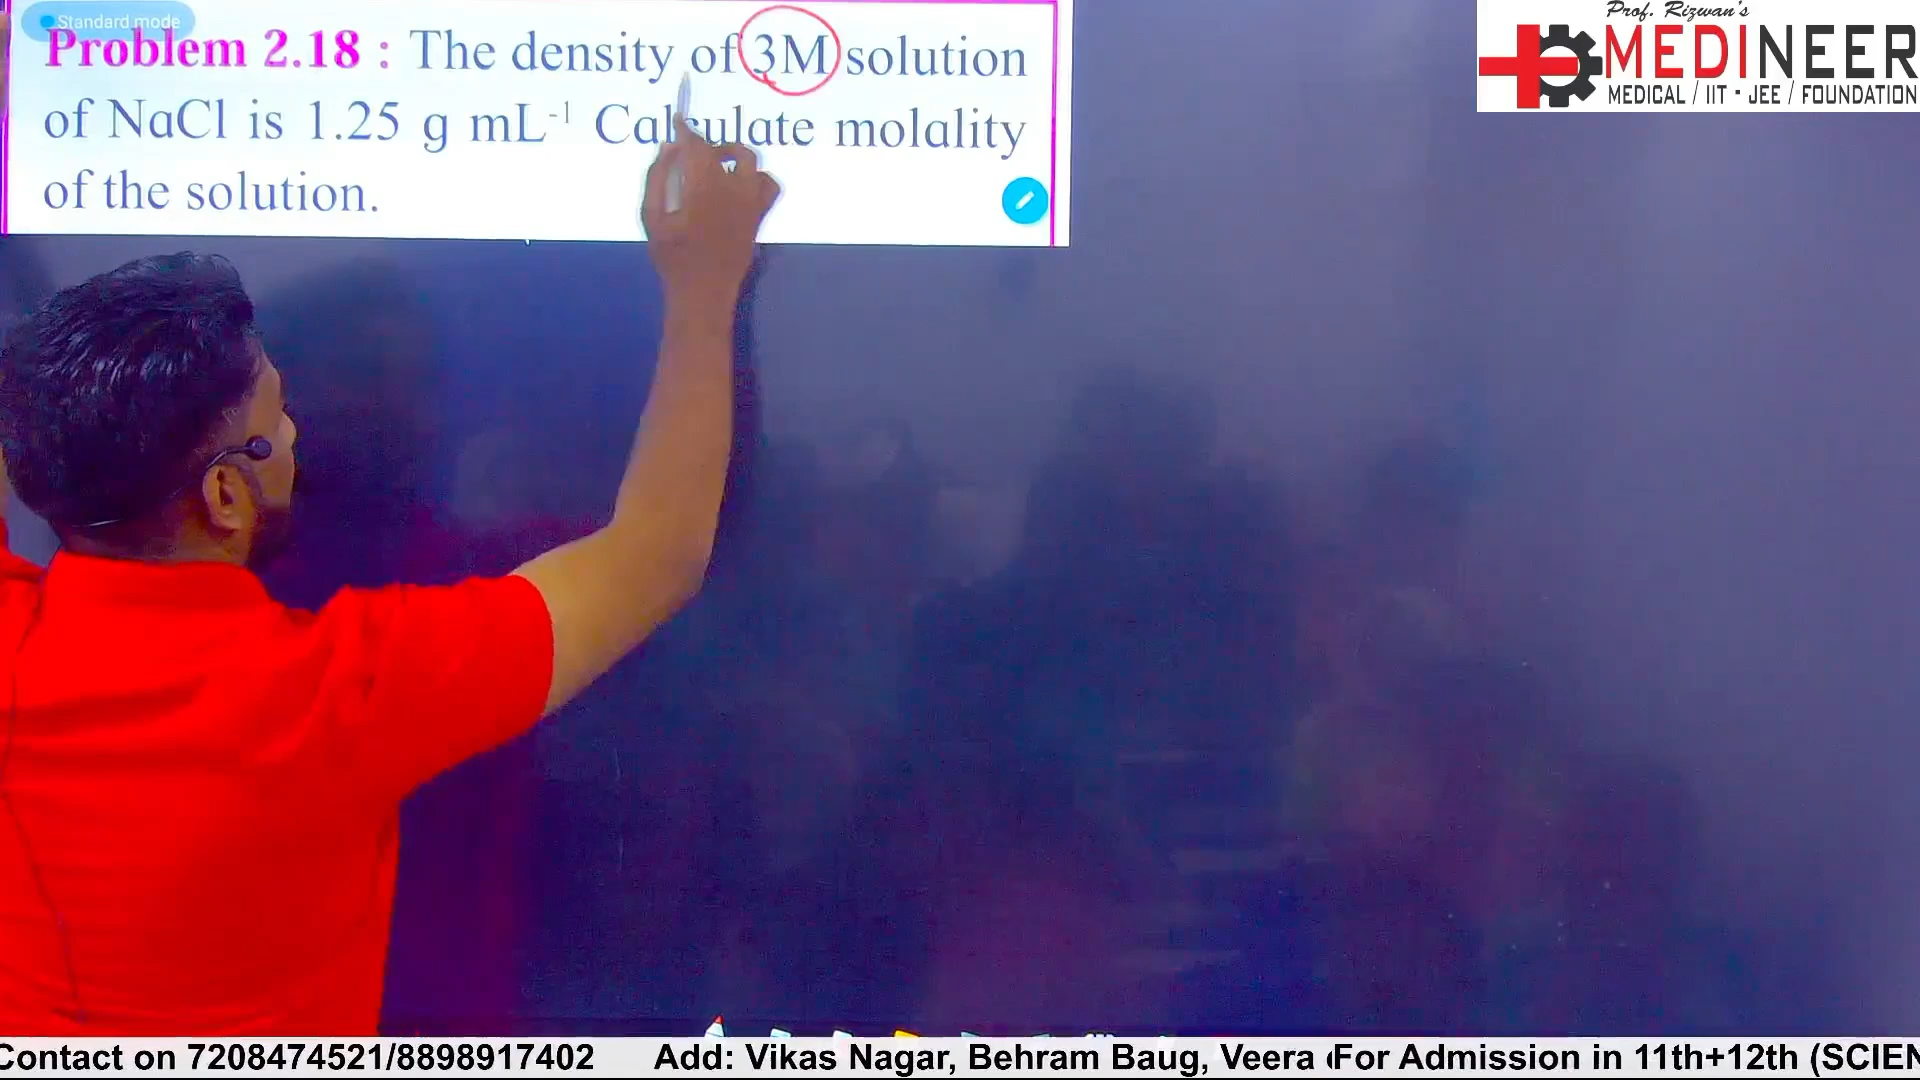 Standard mode
Problem 2.18 : The density of 3M solution
of NaCl is 1.25 g mL⁻¹ Calculate molality
of the solution.
Prof. Rizwan's
MEDINEER
MEDICAL / IIT - JEE / FOUNDATION
Contact on 7208474521/8898917402 Add: Vikas Nagar, Behram Baug, Veera For Admission in 11th+12th (SCIEN